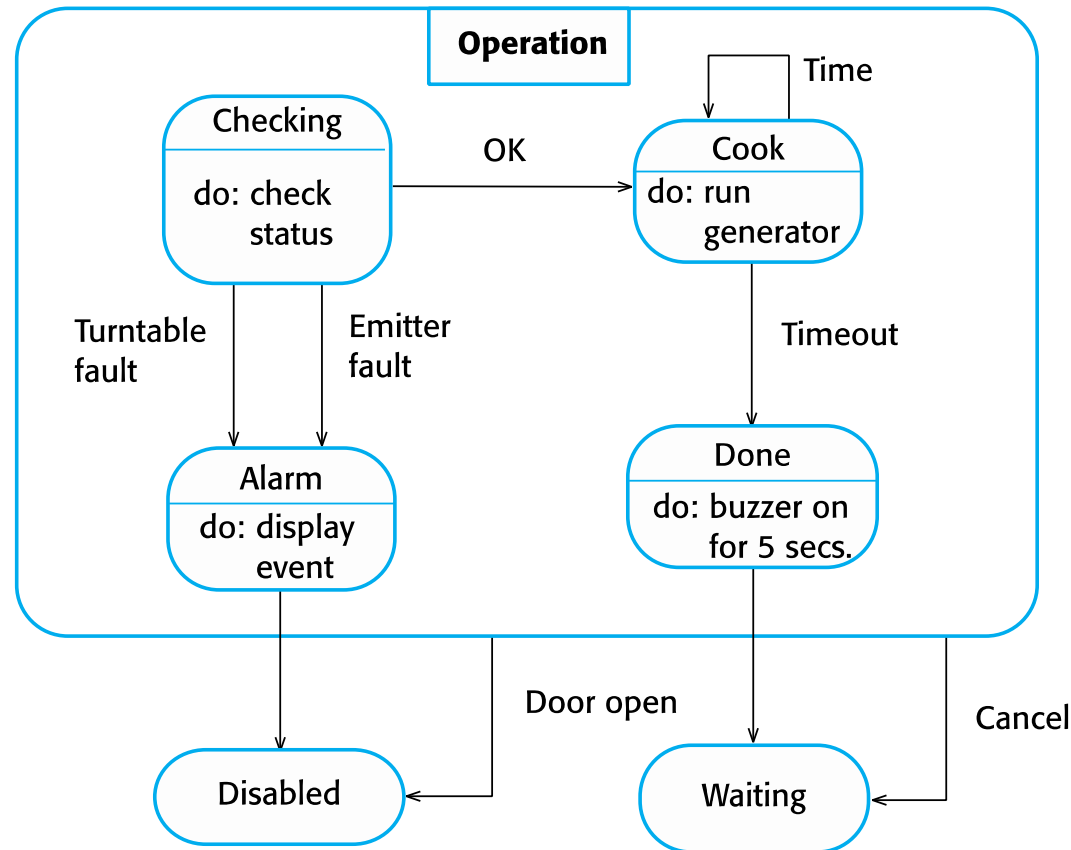 Operation
Time
Checking
OK
Cook
do: check
status
do: run
generator
Turntable
fault
Emitter
fault
Timeout
Alarm
do: display
event
Done
do: buzzer on
for 5 secs.
Door open
Cancel
Disabled
Waiting